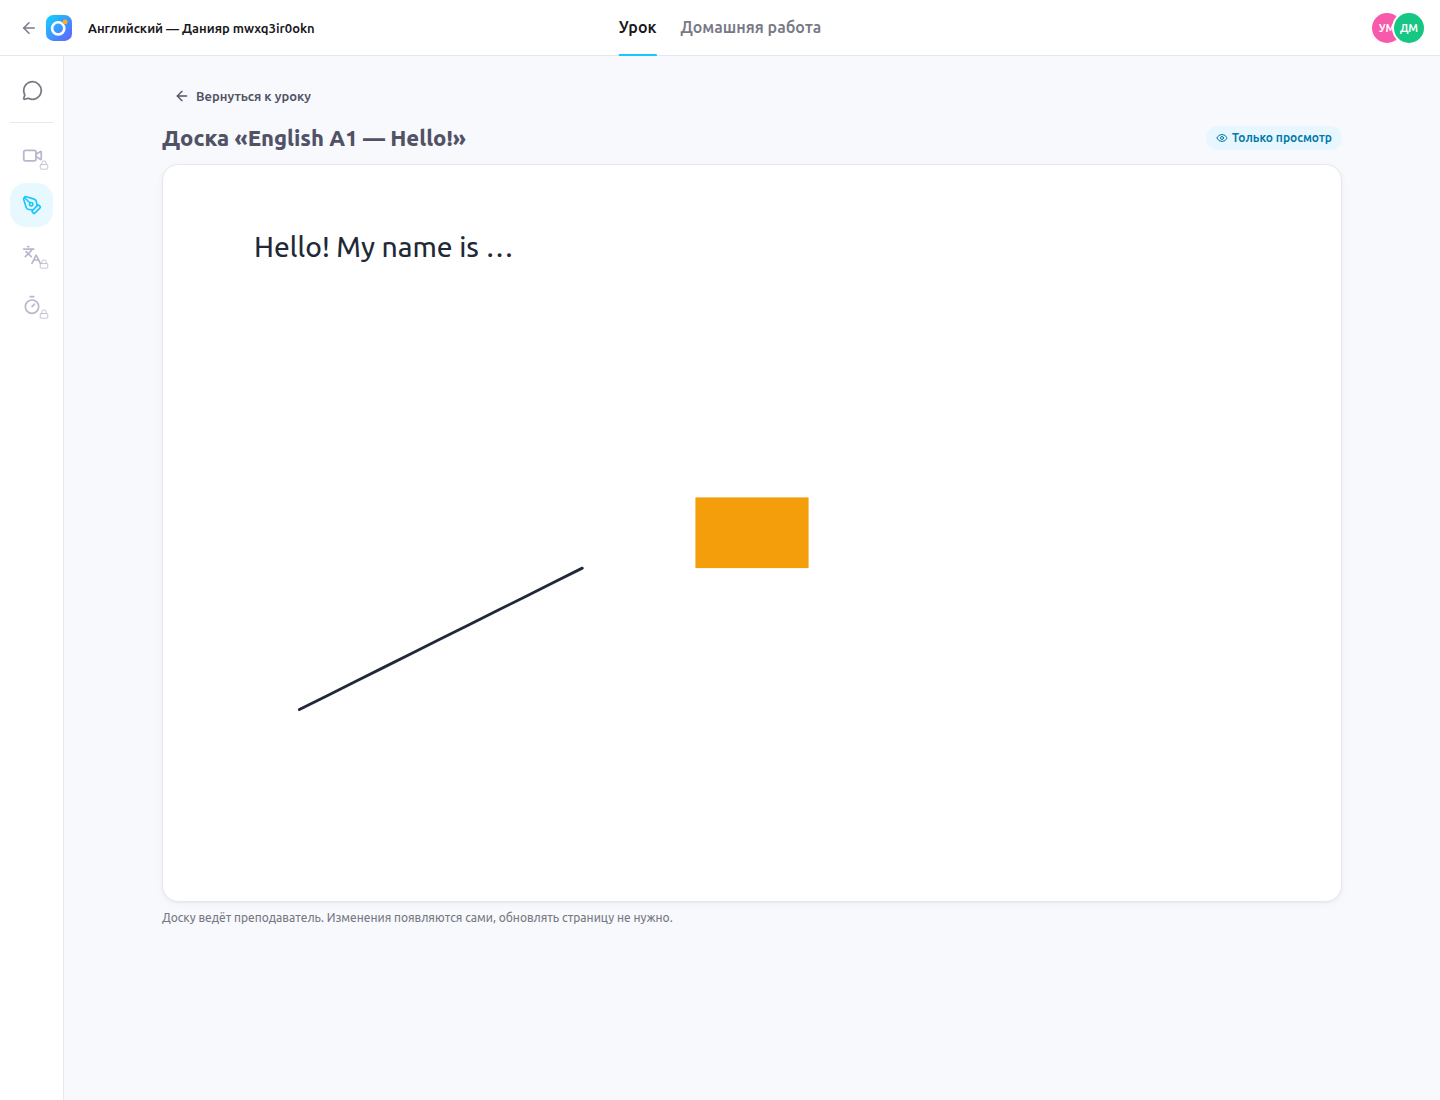 Английский — Данияр mwxq3ir0okn
Урок
Домашняя работа
УМ
ДМ
Вернуться к уроку
Доска «English A1 — Hello!»
Только просмотр
Hello! My name is ...
Доску ведёт преподаватель. Изменения появляются сами, обновлять страницу не нужно.